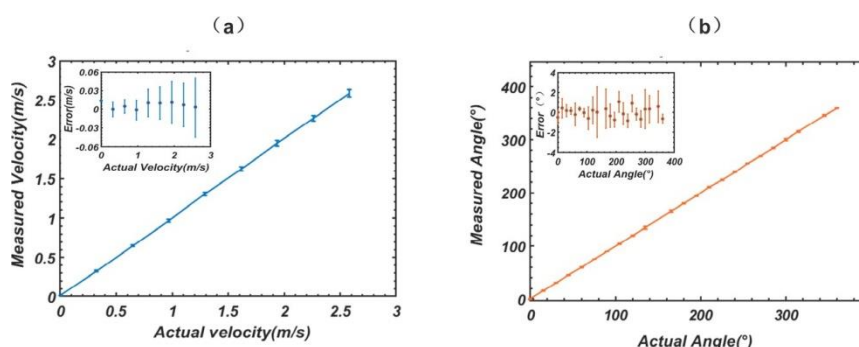 （a）
Measured Velocity(m/s)
3
2.5
2
1.5
1
0.5
0
0 0.5 1 1.5 2 2.5 3
Actual velocity(m/s)
Error(m/s)
0.06
0.03
0
-0.03
-0.06
0 1 2 3
Actual Velocity(m/s)
（b）
Measured Angle(°)
400
300
200
100
0
0 100 200 300
Actual Angle(°)
Error（°）
4
2
0
-2
-4
0 100 200 300 400
Actual Angle(°)